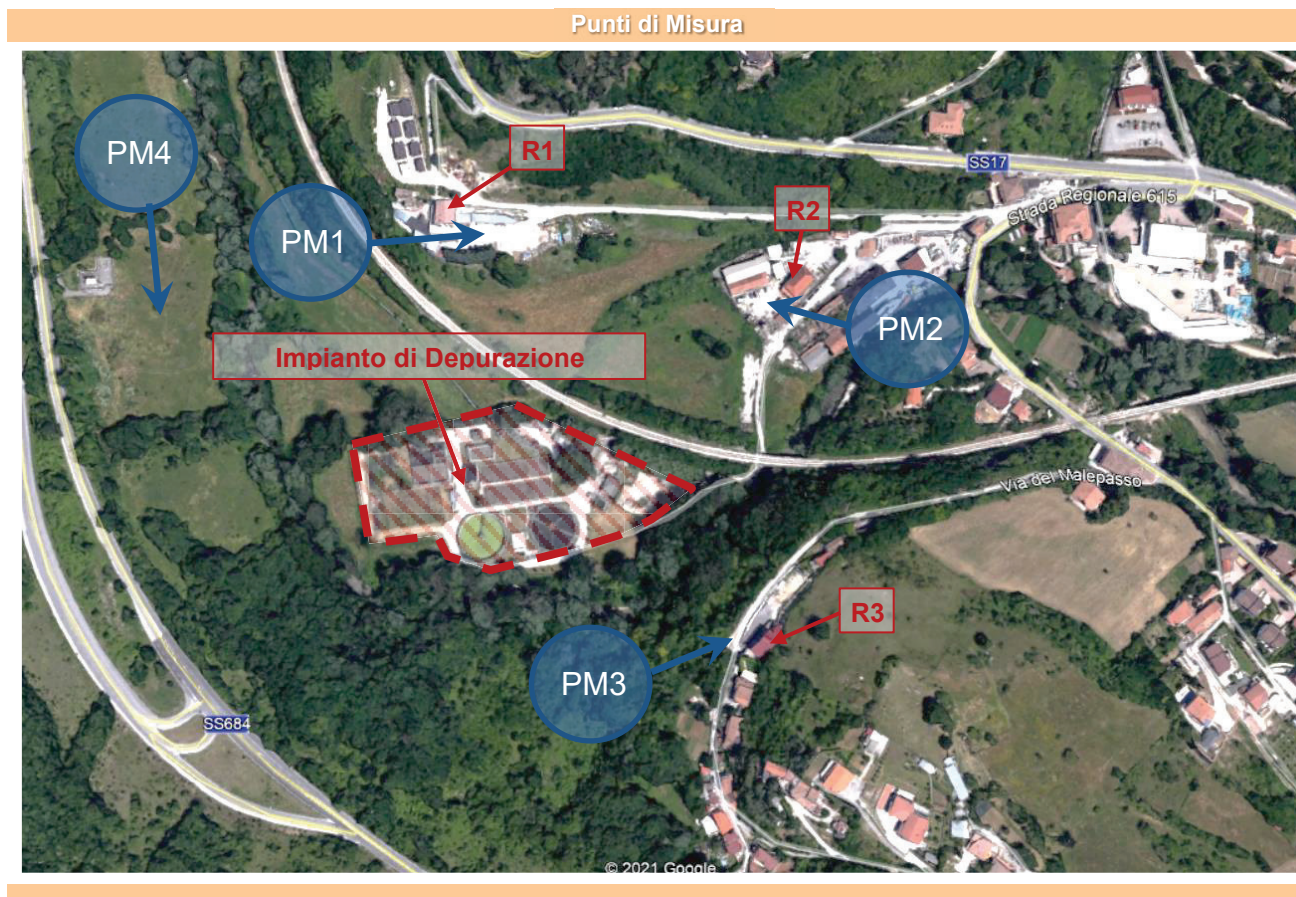 Punti di Misura
PM4
R1
SS17
Strada Regionale 615
R2
PM1
PM2
Impianto di Depurazione
Via del Malepasso
R3
PM3
SS684
© 2021 Google